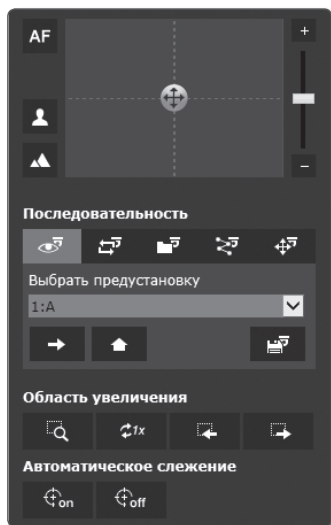 AF
+
−
Последовательность
Выбрать предустановку
1:A
1x
Область увеличения
Автоматическое слежение
on off